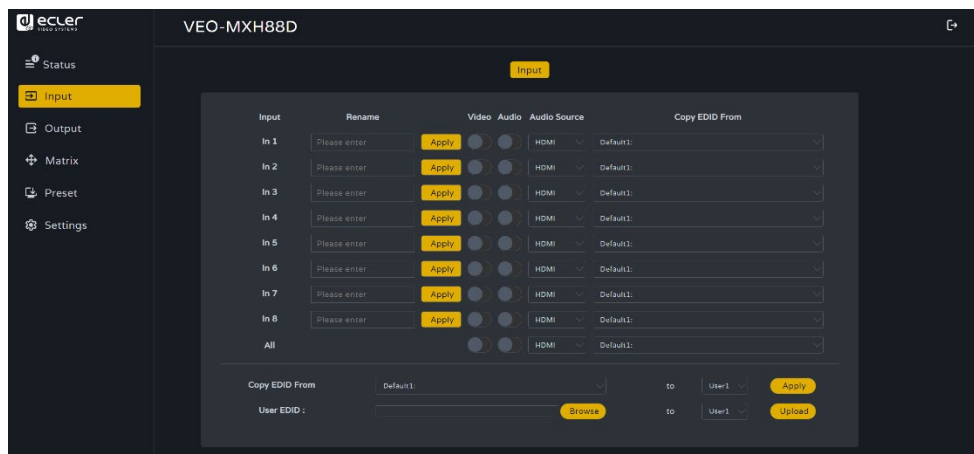 ecler
VIDEO SYSTEMS
VEO-MXH88D
Status
Input
Output
Matrix
Preset
Settings
Input
Input Rename Video Audio Audio Source Copy EDID From
In 1 Please enter Apply HDMI Default1:
In 2 Please enter Apply HDMI Default1:
In 3 Please enter Apply HDMI Default1:
In 4 Please enter Apply HDMI Default1:
In 5 Please enter Apply HDMI Default1:
In 6 Please enter Apply HDMI Default1:
In 7 Please enter Apply HDMI Default1:
In 8 Please enter Apply HDMI Default1:
All HDMI Default1:
Copy EDID From Default1: to User1 Apply
User EDID : Browse to User1 Upload